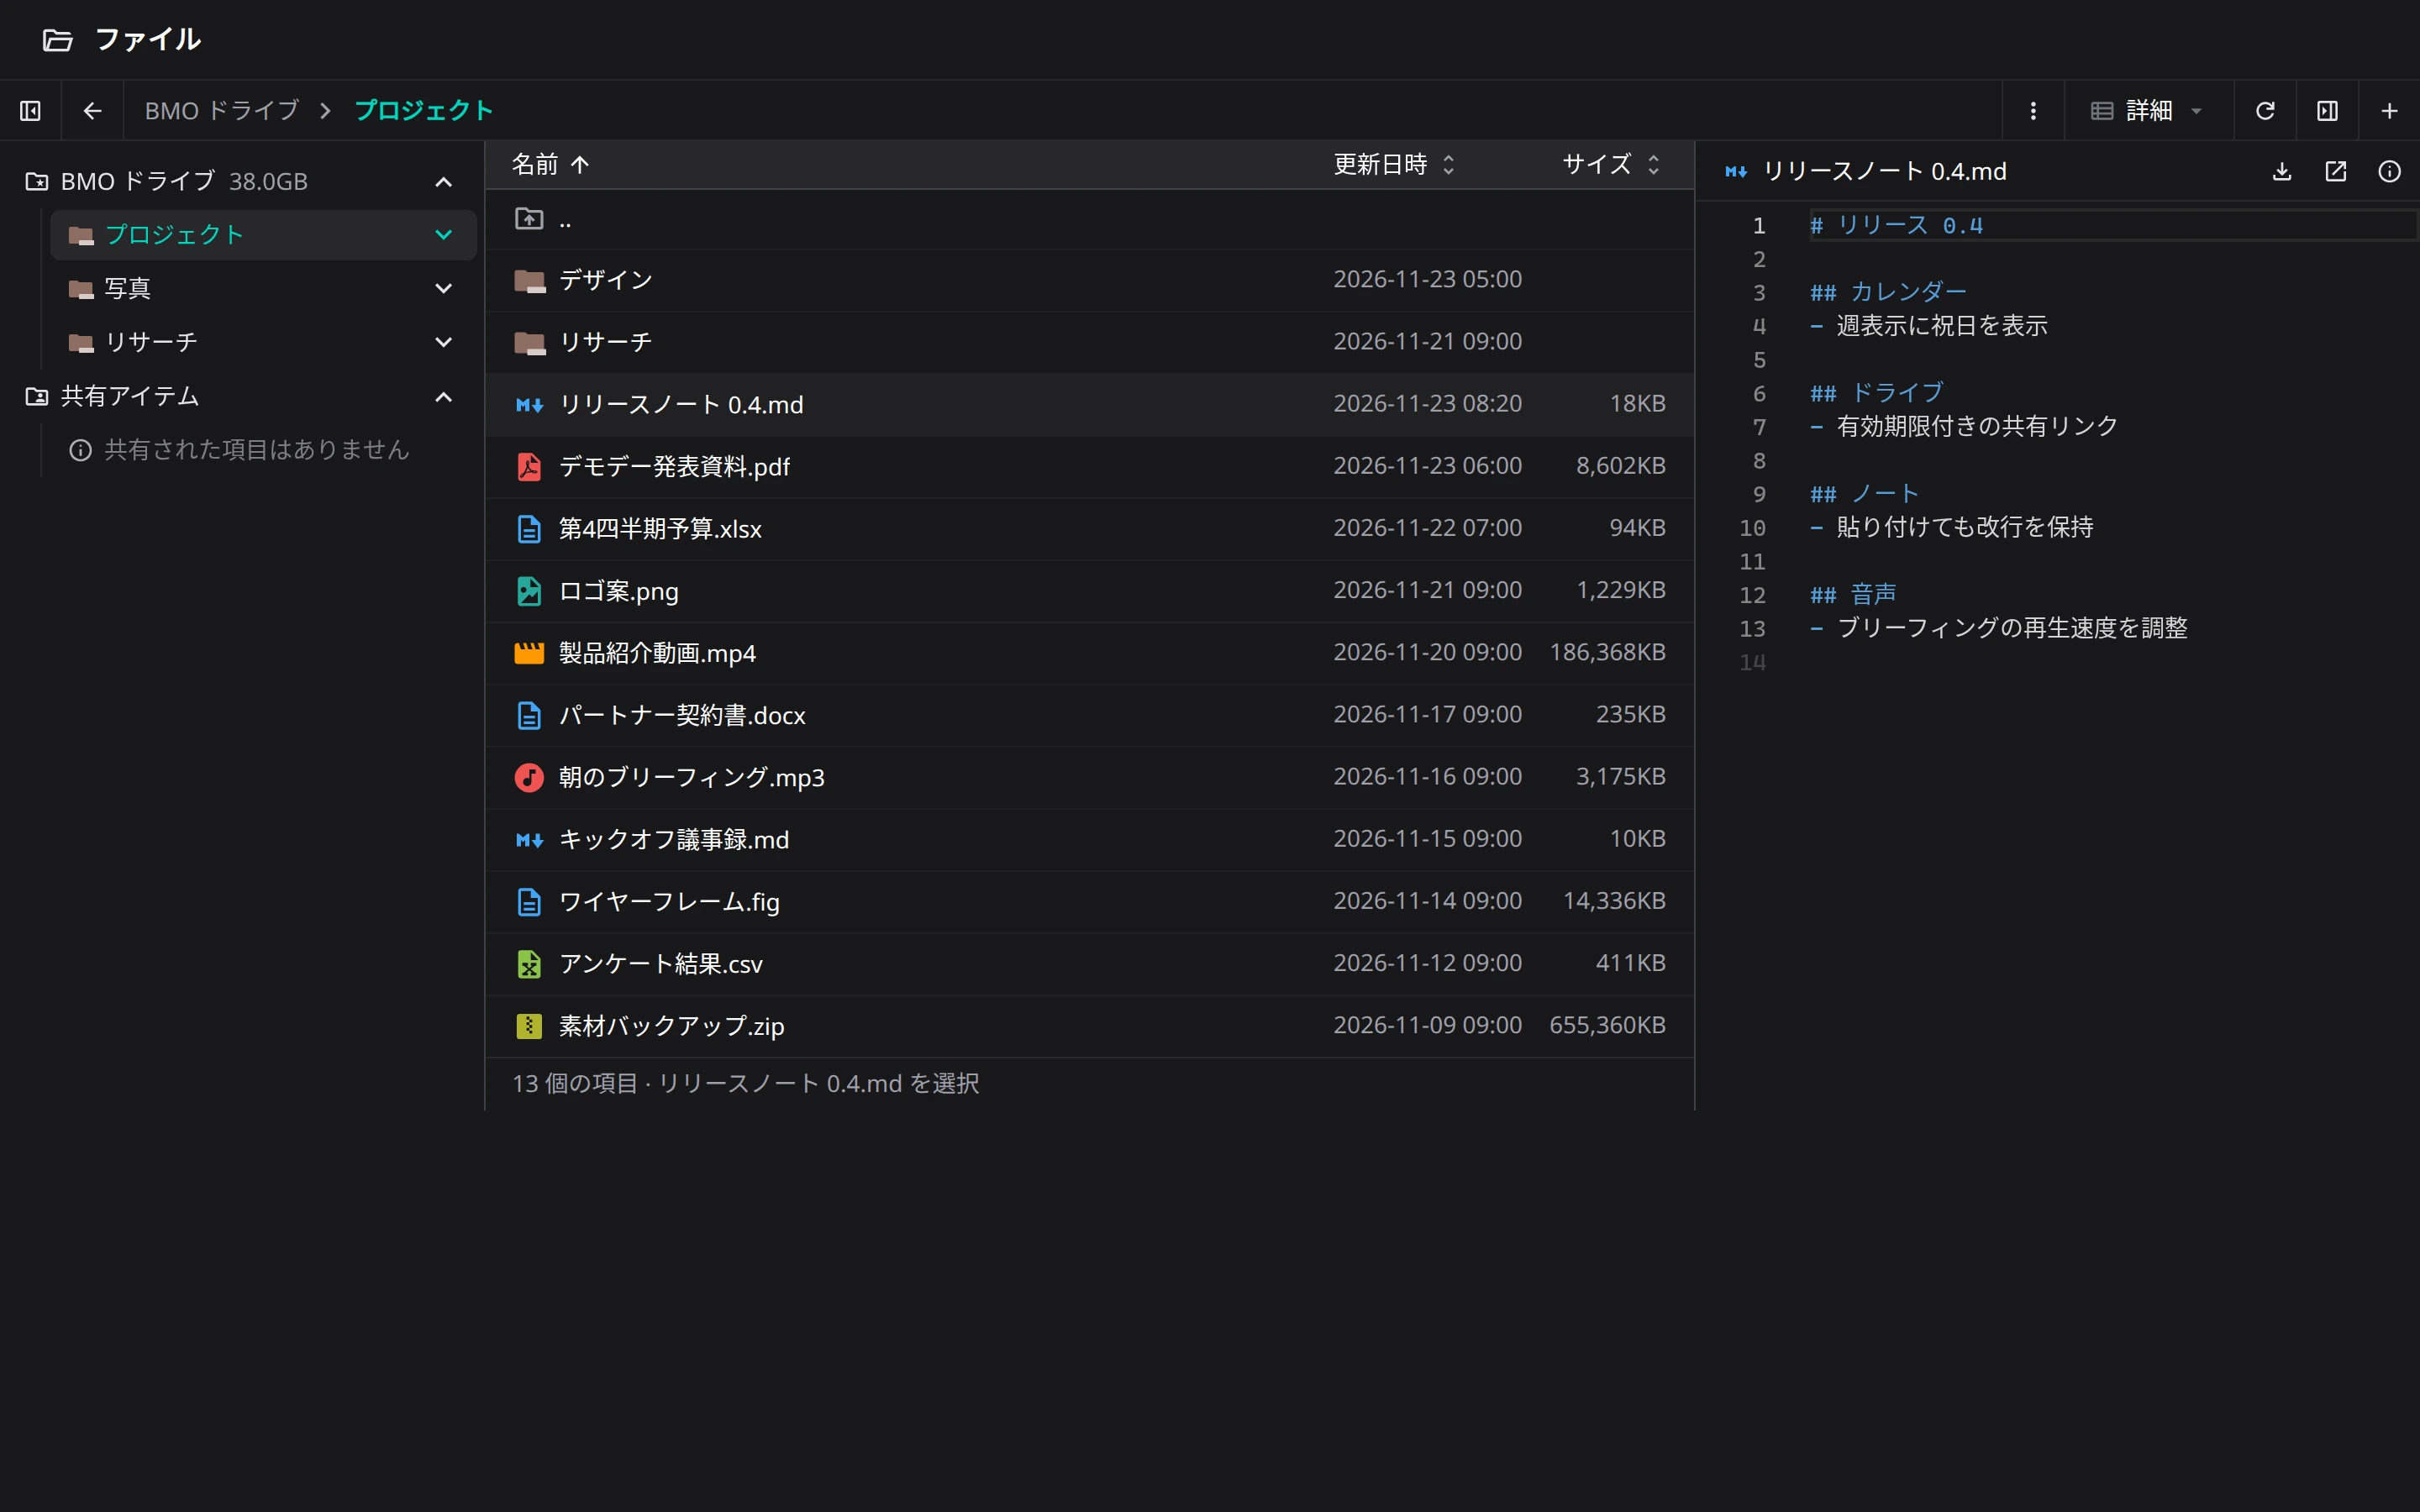 ファイル
BMO ドライブ プロジェクト 詳細
BMO ドライブ 38.0GB
プロジェクト
写真
リサーチ
共有アイテム
共有された項目はありません
名前 更新日時 サイズ
..
デザイン 2026-11-23 05:00
リサーチ 2026-11-21 09:00
リリースノート 0.4.md 2026-11-23 08:20 18KB
デモデー発表資料.pdf 2026-11-23 06:00 8,602KB
第4四半期予算.xlsx 2026-11-22 07:00 94KB
ロゴ案.png 2026-11-21 09:00 1,229KB
製品紹介動画.mp4 2026-11-20 09:00 186,368KB
パートナー契約書.docx 2026-11-17 09:00 235KB
朝のブリーフィング.mp3 2026-11-16 09:00 3,175KB
キックオフ議事録.md 2026-11-15 09:00 10KB
ワイヤーフレーム.fig 2026-11-14 09:00 14,336KB
アンケート結果.csv 2026-11-12 09:00 411KB
素材バックアップ.zip 2026-11-09 09:00 655,360KB
13 個の項目 · リリースノート 0.4.md を選択
リリースノート 0.4.md
1 # リリース 0.4
2
3 ## カレンダー
4 - 週表示に祝日を表示
5
6 ## ドライブ
7 - 有効期限付きの共有リンク
8
9 ## ノート
10 - 貼り付けても改行を保持
11
12 ## 音声
13 - ブリーフィングの再生速度を調整
14